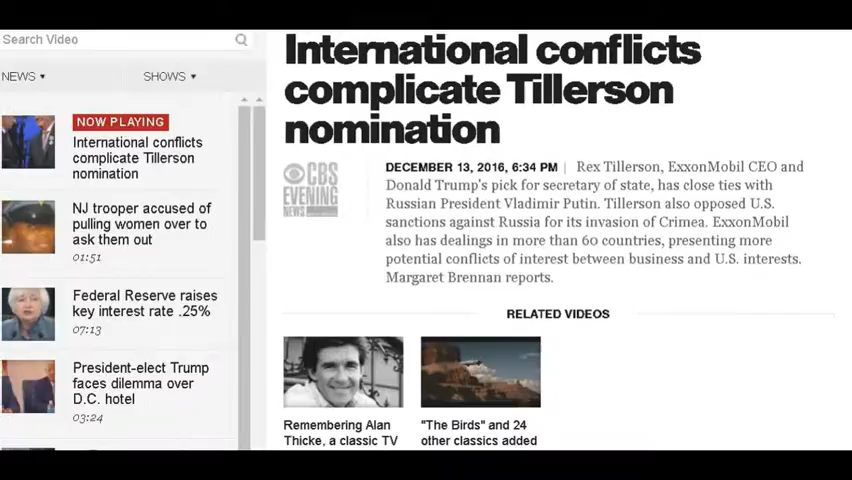 Search Video
NEWS ▾
SHOWS ▾
NOW PLAYING
International conflicts
complicate Tillerson
nomination
NJ trooper accused of
pulling women over to
ask them out
01:51
Federal Reserve raises
key interest rate .25%
07:13
President-elect Trump
faces dilemma over
D.C. hotel
03:24
International conflicts
complicate Tillerson
nomination
CBS
EVENING
NEWS
DECEMBER 13, 2016, 6:34 PM | Rex Tillerson, ExxonMobil CEO and
Donald Trump's pick for secretary of state, has close ties with
Russian President Vladimir Putin. Tillerson also opposed U.S.
sanctions against Russia for its invasion of Crimea. ExxonMobil
also has dealings in more than 60 countries, presenting more
potential conflicts of interest between business and U.S. interests.
Margaret Brennan reports.
RELATED VIDEOS
Remembering Alan
Thicke, a classic TV
"The Birds" and 24
other classics added